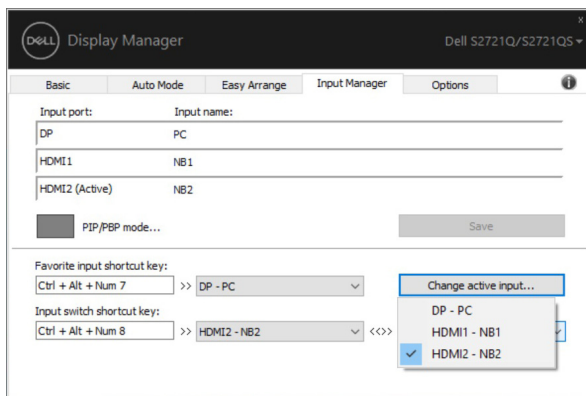 DELL Display Manager
Dell S2721Q/S2721QS
Basic Auto Mode Easy Arrange Input Manager Options
Input port: Input name:
DP PC
HDMI1 NB1
HDMI2 (Active) NB2
PIP/PBP mode... Save
Favorite input shortcut key:
Ctrl + Alt + Num 7 >> DP - PC Change active input...
Input switch shortcut key:
DP - PC
Ctrl + Alt + Num 8 >> HDMI2 - NB2 <<>> HDMI1 - NB1
HDMI2 - NB2